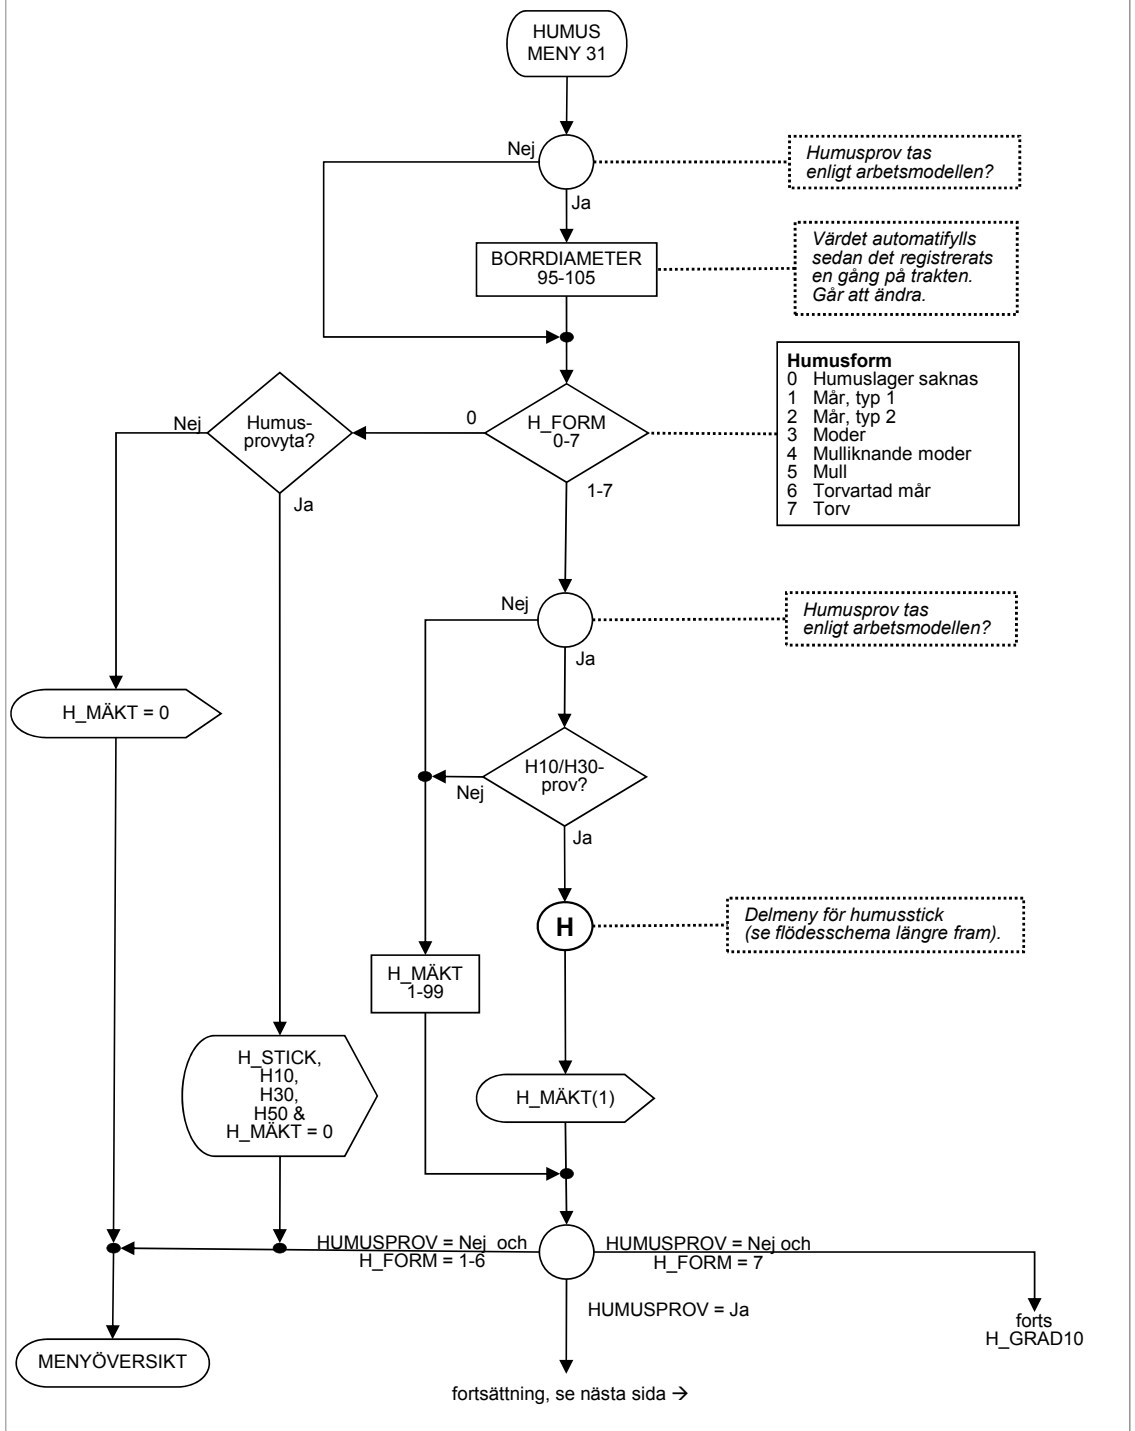 HUMUS
MENY 31
Nej
Humusprov tas
enligt arbetsmodellen?
Ja
BORRDIAMETER
95-105
Värdet automatifylls
sedan det registrerats
en gång på trakten.
Går att ändra.
Humusform
0 Humuslager saknas
1 Mår, typ 1
2 Mår, typ 2
3 Moder
4 Mulliknande moder
5 Mull
6 Torvartad mår
7 Torv
H_FORM
0-7
0
1-7
Humus-
provyta?
Nej
Ja
Nej
Humusprov tas
enligt arbetsmodellen?
Ja
H_MÄKT = 0
H10/H30-
prov?
Nej
Ja
H
Delmeny för humusstick
(se flödesschema längre fram).
H_MÄKT
1-99
H_STICK,
H10,
H30,
H50 &
H_MÄKT = 0
H_MÄKT(1)
HUMUSPROV = Nej och
H_FORM = 1-6
HUMUSPROV = Nej och
H_FORM = 7
HUMUSPROV = Ja
forts
H_GRAD10
MENYÖVERSIKT
fortsättning, se nästa sida →